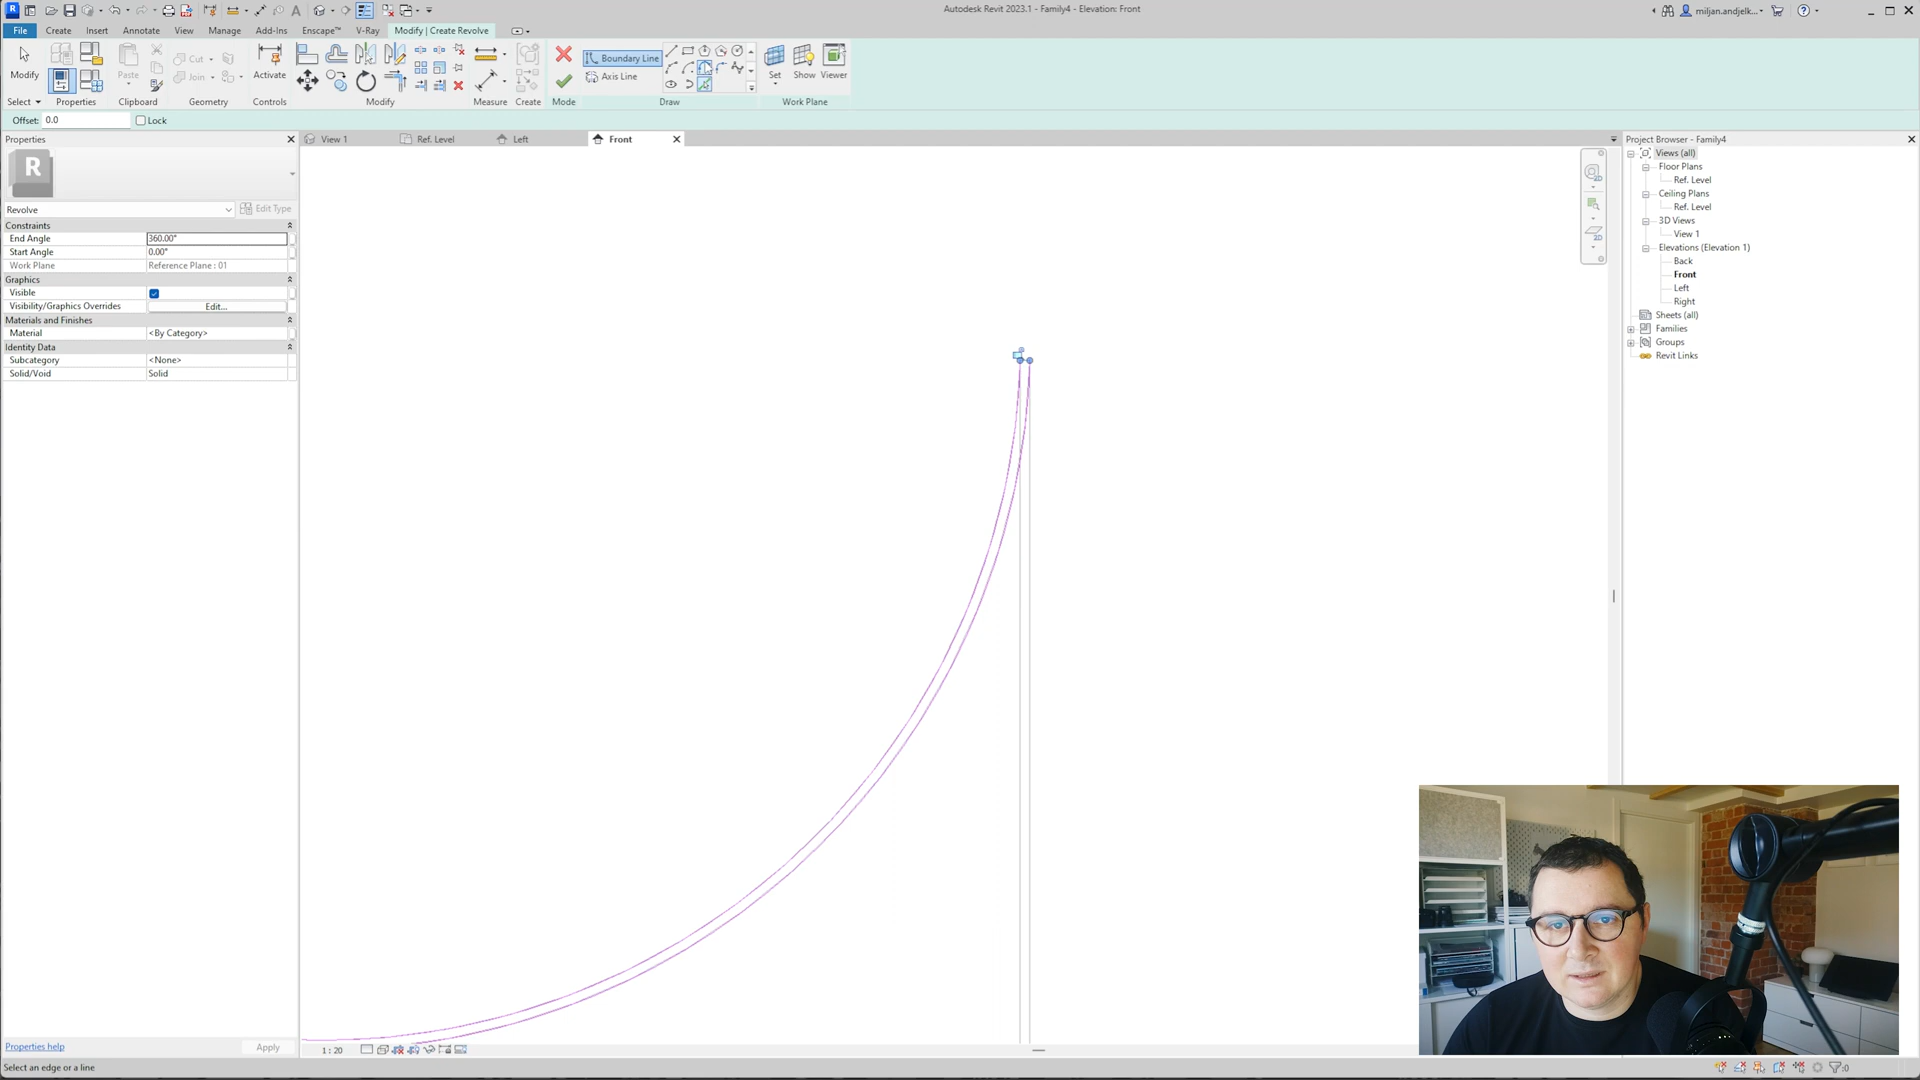 Autodesk Revit 2023.1 - Family4 - Elevation: Front
miljan.andjelk...
File Create Insert Annotate View Manage Add-Ins Enscape™ V-Ray Modify | Create Revolve
Modify
Paste
Cut
Join
Activate
Boundary Line
Axis Line
Set Show Viewer
Select Properties Clipboard Geometry Controls Modify Measure Create Mode Draw Work Plane
Offset: 0.0 Lock
Properties
View 1 Ref. Level Left Front
R
Revolve Edit Type
Constraints
End Angle 360.00°
Start Angle 0.00°
Work Plane Reference Plane : 01
Graphics
Visible
Visibility/Graphics Overrides Edit...
Materials and Finishes
Material <By Category>
Identity Data
Subcategory <None>
Solid/Void Solid
Project Browser - Family4
Views (all)
Floor Plans
Ref. Level
Ceiling Plans
Ref. Level
3D Views
View 1
Elevations (Elevation 1)
Back
Front
Left
Right
Sheets (all)
Families
Groups
Revit Links
Properties help Apply
1 : 20
Select an edge or a line
:0